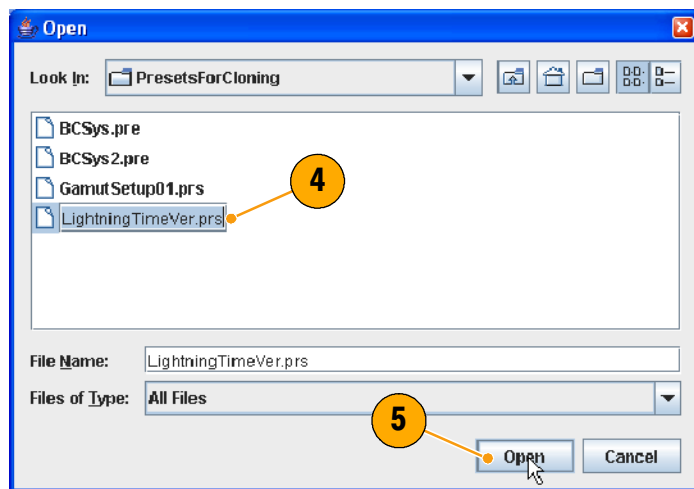 Open
Look In: PresetsForCloning
BCSys.pre
BCSys2.pre
GamutSetup01.prs
4
LightningTimeVer.prs
File Name: LightningTimeVer.prs
Files of Type: All Files
5
Open Cancel